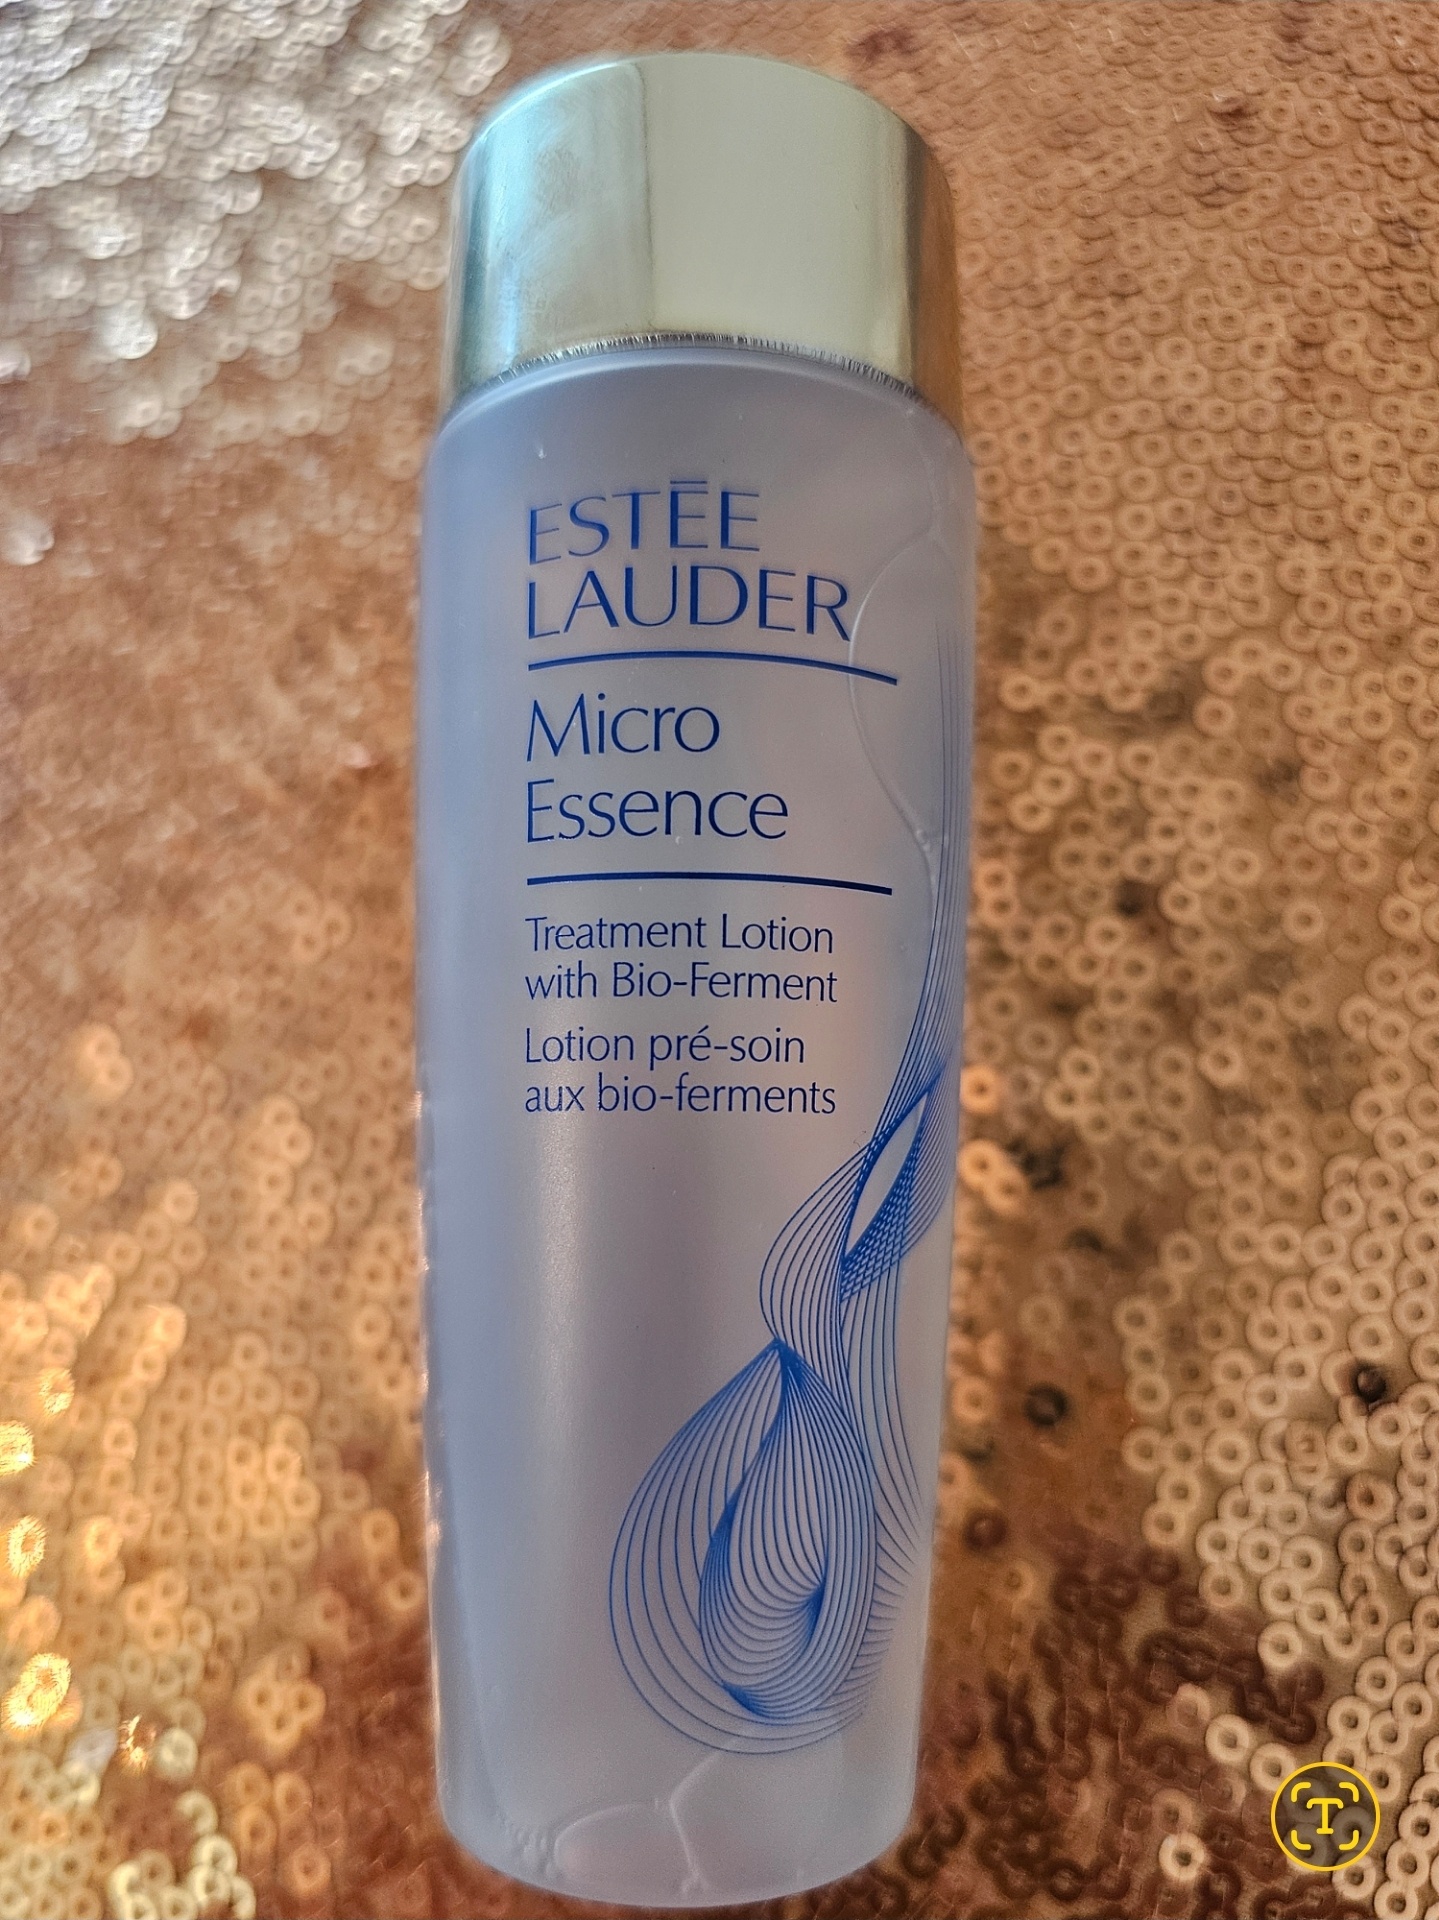 ESTĒE
LAUDER
Micro
Essence
Treatment Lotion
with Bio-Ferment
Lotion pré-soin
aux bio-ferments
T